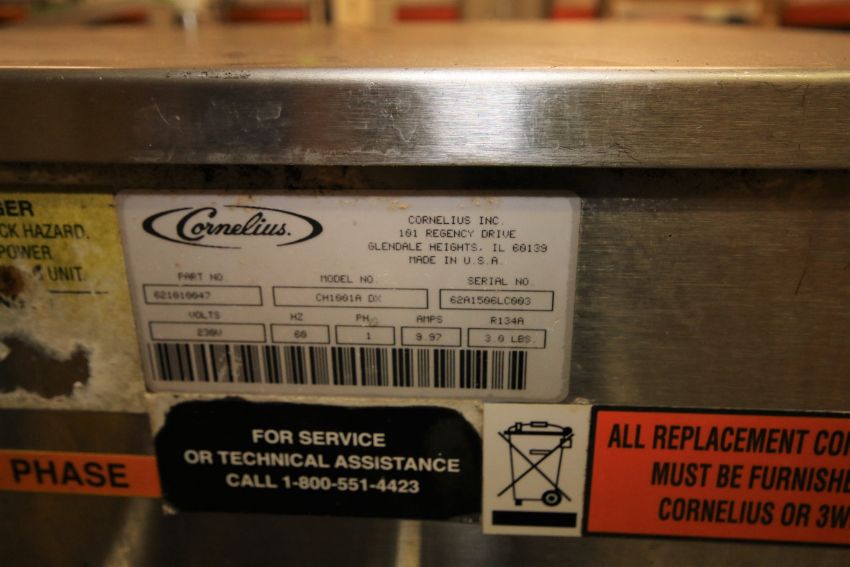 GER
CK HAZARD.
POWER
UNIT.
Cornelius.
CORNELIUS INC.
101 REGENCY DRIVE
GLENDALE HEIGHTS, IL 60139
MADE IN U.S.A.
PART NO MODEL NO SERIAL NO
621010047 CH1001A DX 62A1506LC003
VOLTS HZ PH AMPS R134A
230V 60 1 9.97 3.0 LBS.
PHASE
FOR SERVICE
OR TECHNICAL ASSISTANCE
CALL 1-800-551-4423
ALL REPLACEMENT CO
MUST BE FURNISHE
CORNELIUS OR 3W